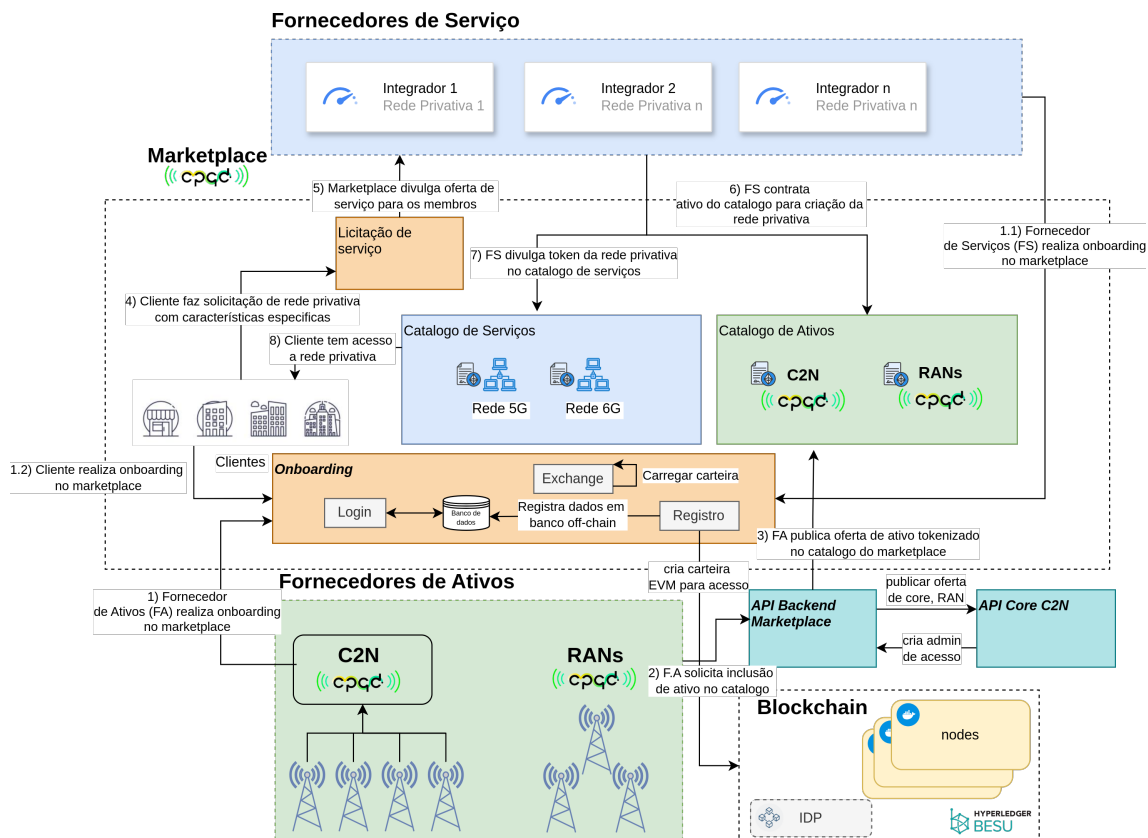 Fornecedores de Serviço
Integrador 1
Rede Privativa 1
Integrador 2
Rede Privativa n
Integrador n
Rede Privativa n
Marketplace
cpqd
5) Marketplace divulga oferta de
serviço para os membros
6) FS contrata
ativo do catalogo para criação da
rede privativa
1.1) Fornecedor
de Serviços (FS) realiza onboarding
no marketplace
Licitação de
serviço
7) FS divulga token da rede privativa
no catalogo de serviços
4) Cliente faz solicitação de rede privativa
com características especificas
8) Cliente tem acesso
a rede privativa
Catalogo de Serviços
Rede 5G
Rede 6G
Catalogo de Ativos
C2N
cpqd
RANs
cpqd
Clientes
1.2) Cliente realiza onboarding
no marketplace
Onboarding
Exchange
Carregar carteira
Login
Banco de
dados
Registra dados em
banco off-chain
Registro
3) FA publica oferta de ativo tokenizado
no catalogo do marketplace
cria carteira
EVM para acesso
Fornecedores de Ativos
1) Fornecedor
de Ativos (FA) realiza onboarding
no marketplace
API Backend
Marketplace
publicar oferta
de core, RAN
API Core C2N
cria admin
de acesso
C2N
cpqd
RANs
cpqd
2) F.A solicita inclusão
de ativo no catalogo
Blockchain
nodes
IDP
HYPERLEDGER
BESU